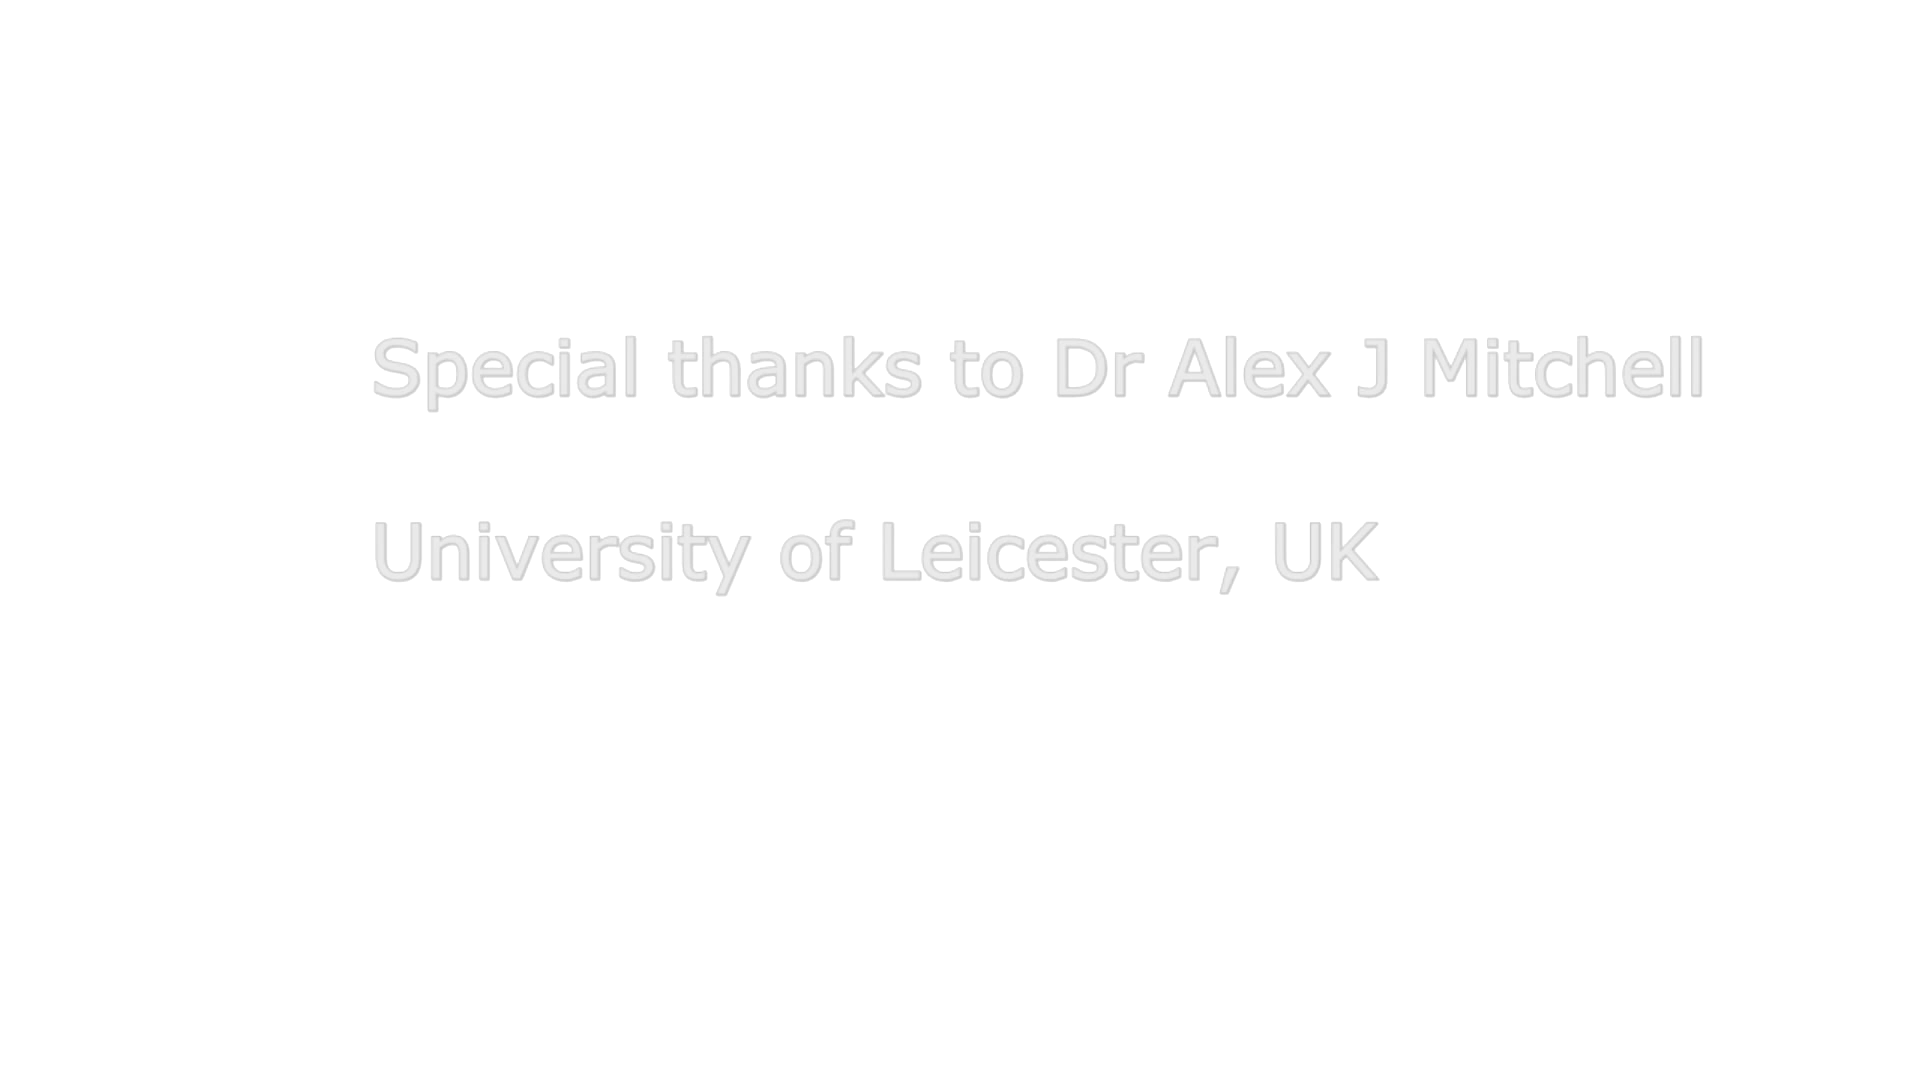 Special thanks to Dr Alex J Mitchell
University of Leicester, UK